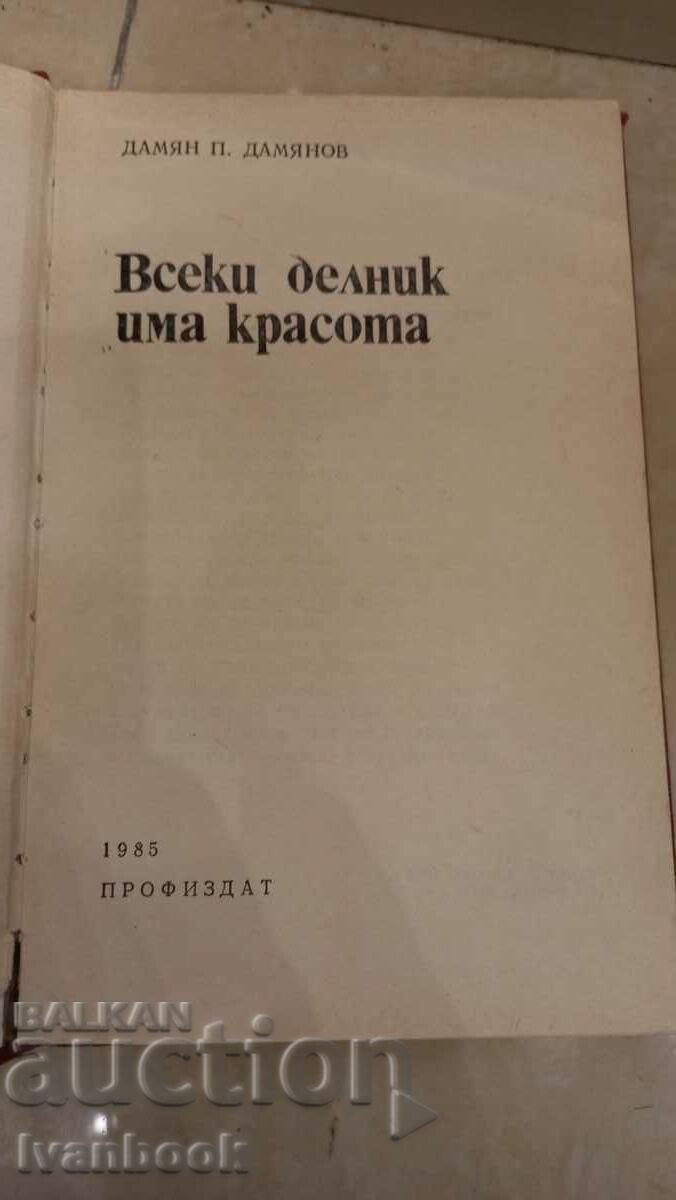 ДАМЯН П. ДАМЯНОВ
Всеки делник
има красота
1985
ПРОФИЗДАТ
BALKAN
auction
Ivanbook